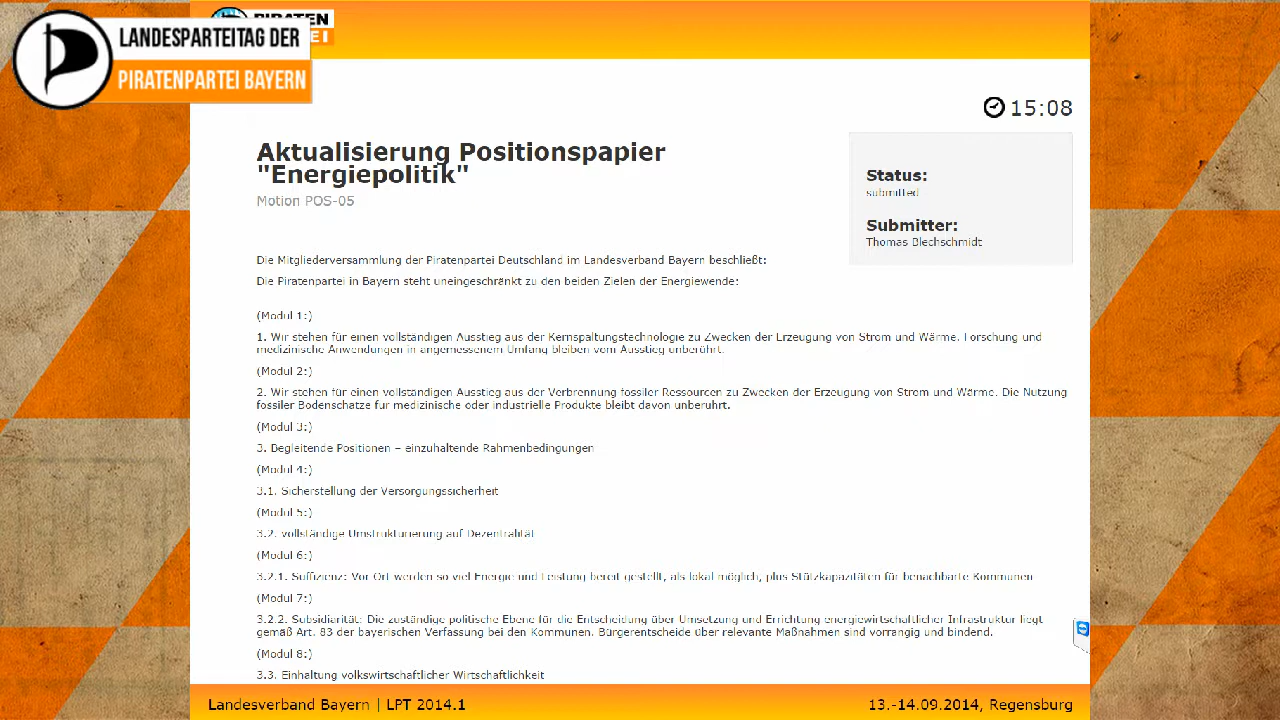 PIRATEN
EI
LANDESPARTEITAG DER
PIRATENPARTEI BAYERN
15:08
Aktualisierung Positionspapier
"Energiepolitik"
Motion POS-05
Status:
submitted
Submitter:
Thomas Blechschmidt
Die Mitgliederversammlung der Piratenpartei Deutschland im Landesverband Bayern beschließt:
Die Piratenpartei in Bayern steht uneingeschränkt zu den beiden Zielen der Energiewende:
(Modul 1:)
1. Wir stehen für einen vollständigen Ausstieg aus der Kernspaltungstechnologie zu Zwecken der Erzeugung von Strom und Wärme. Forschung und
medizinische Anwendungen in angemessenem Umfang bleiben vom Ausstieg unberührt.
(Modul 2:)
2. Wir stehen für einen vollständigen Ausstieg aus der Verbrennung fossiler Ressourcen zu Zwecken der Erzeugung von Strom und Wärme. Die Nutzung
fossiler Bodenschätze für medizinische oder industrielle Produkte bleibt davon unberührt.
(Modul 3:)
3. Begleitende Positionen – einzuhaltende Rahmenbedingungen
(Modul 4:)
3.1. Sicherstellung der Versorgungssicherheit
(Modul 5:)
3.2. vollständige Umstrukturierung auf Dezentralität
(Modul 6:)
3.2.1. Suffizienz: Vor Ort werden so viel Energie und Leistung bereit gestellt, als lokal möglich, plus Stützkapazitäten für benachbarte Kommunen
(Modul 7:)
3.2.2. Subsidiarität: Die zuständige politische Ebene für die Entscheidung über Umsetzung und Errichtung energiewirtschaftlicher Infrastruktur liegt
gemäß Art. 83 der bayerischen Verfassung bei den Kommunen. Bürgerentscheide über relevante Maßnahmen sind vorrangig und bindend.
(Modul 8:)
3.3. Einhaltung volkswirtschaftlicher Wirtschaftlichkeit
Landesverband Bayern | LPT 2014.1
13.-14.09.2014, Regensburg